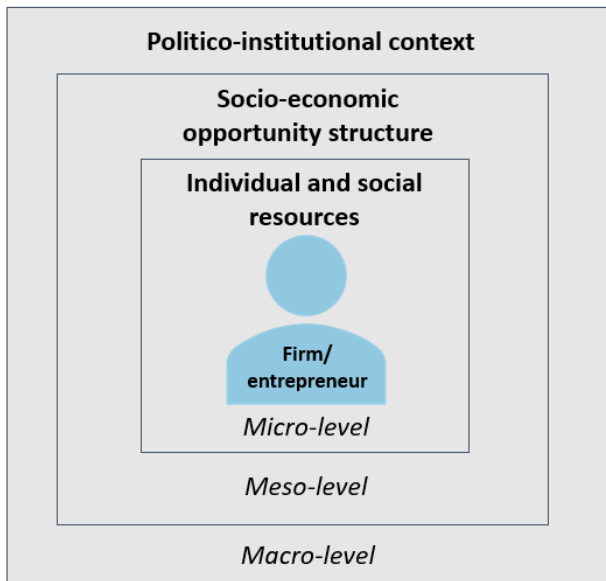 Politico-institutional context
Socio-economic
opportunity structure
Individual and social
resources
Firm/
entrepreneur
Micro-level
Meso-level
Macro-level